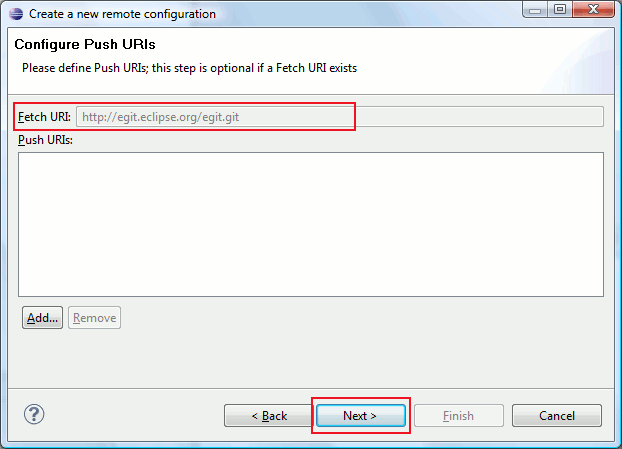 Create a new remote configuration
Configure Push URIs
Please define Push URIs; this step is optional if a Fetch URI exists
Fetch URI: http://egit.eclipse.org/egit.git
Push URIs:
Add... Remove
? < Back Next > Finish Cancel